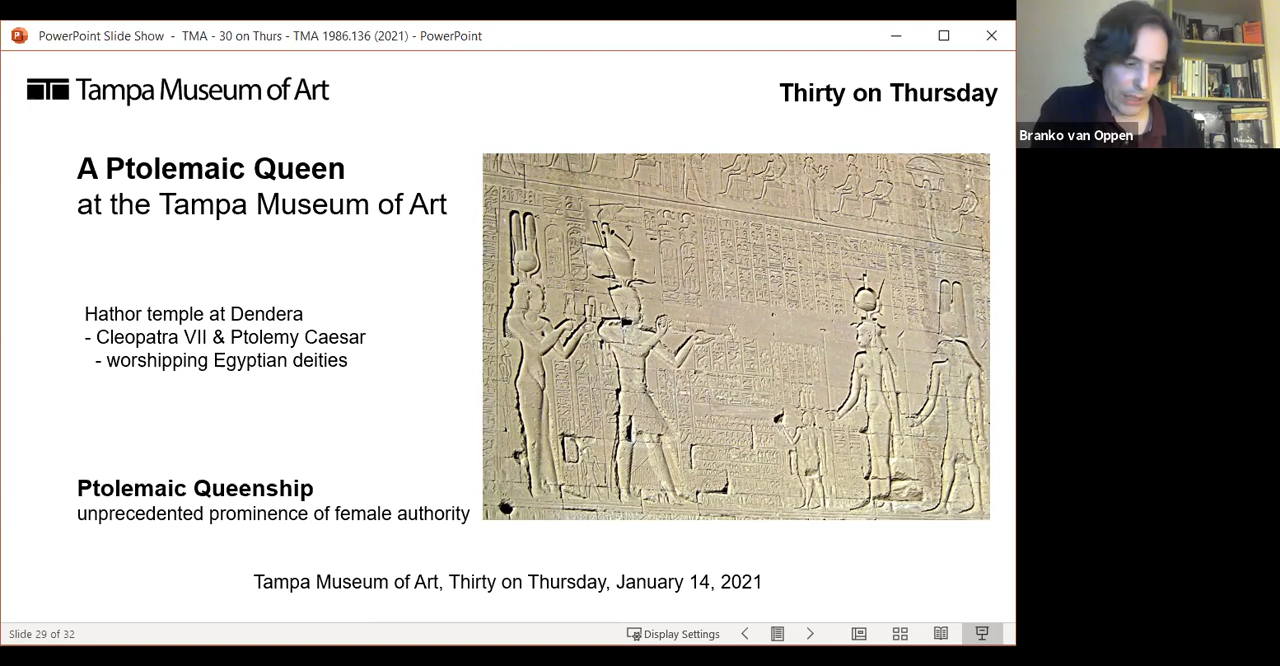 PowerPoint Slide Show - TMA - 30 on Thurs - TMA 1986.136 (2021) - PowerPoint
Tampa Museum of Art
Thirty on Thursday
Branko van Oppen
A Ptolemaic Queen
at the Tampa Museum of Art
Hathor temple at Dendera
- Cleopatra VII & Ptolemy Caesar
- worshipping Egyptian deities
Ptolemaic Queenship
unprecedented prominence of female authority
Tampa Museum of Art, Thirty on Thursday, January 14, 2021
Slide 29 of 32
Display Settings